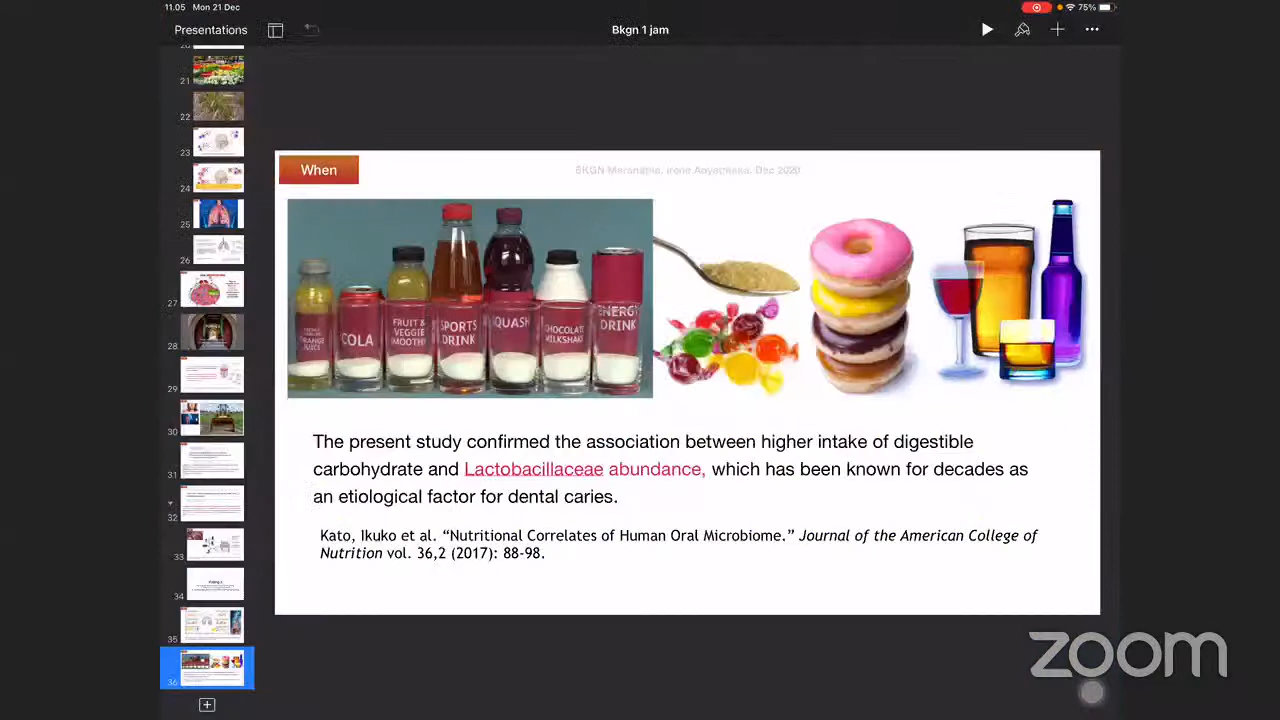 11.05 Mon 21 Dec
75%
Presentations
Bkgn 1 jam
When
Dec 2020
ORANGE
JUICE
COLA
FRUIT &
VEGGIE
SMOOTHIE
SPORTS
DRINK
SQUASH
CHOCOLATE
MILKSHAKE
ENERGY
DRINK
The present study confirmed the association between higher intake of digestible
carbohydrate and Lactobacillaceae abundance, which has been known for decades as
an etiological factor for dental caries.
Kato, Ikuko et al. “Nutritional Correlates of Human Oral Microbiome.” Journal of the American College of
Nutrition vol. 36,2 (2017): 88-98.
21
22
23
24
25
26
27
28
29
30
31
32
33
34
35
36
zoom